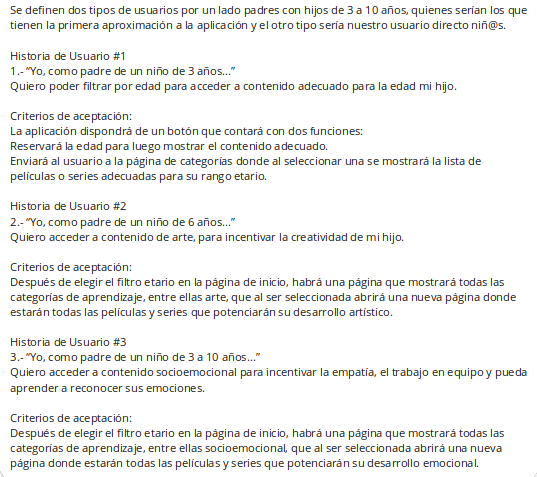 Se definen dos tipos de usuarios por un lado padres con hijos de 3 a 10 años, quienes serían los que
tienen la primera aproximación a la aplicación y el otro tipo sería nuestro usuario directo niñ@s.

Historia de Usuario #1
1.- “Yo, como padre de un niño de 3 años...”
Quiero poder filtrar por edad para acceder a contenido adecuado para la edad mi hijo.

Criterios de aceptación:
La aplicación dispondrá de un botón que contará con dos funciones:
Reservará la edad para luego mostrar el contenido adecuado.
Enviará al usuario a la página de categorías donde al seleccionar una se mostrará la lista de
películas o series adecuadas para su rango etario.

Historia de Usuario #2
2.- “Yo, como padre de un niño de 6 años...”
Quiero acceder a contenido de arte, para incentivar la creatividad de mi hijo.

Criterios de aceptación:
Después de elegir el filtro etario en la página de inicio, habrá una página que mostrará todas las
categorías de aprendizaje, entre ellas arte, que al ser seleccionada abrirá una nueva página donde
estarán todas las películas y series que potenciarán su desarrollo artístico.

Historia de Usuario #3
3.- “Yo, como padre de un niño de 3 a 10 años...”
Quiero acceder a contenido socioemocional para incentivar la empatía, el trabajo en equipo y pueda
aprender a reconocer sus emociones.

Criterios de aceptación:
Después de elegir el filtro etario en la página de inicio, habrá una página que mostrará todas las
categorías de aprendizaje, entre ellas socioemocional, que al ser seleccionada abrirá una nueva
página donde estarán todas las películas y series que potenciarán su desarrollo emocional.